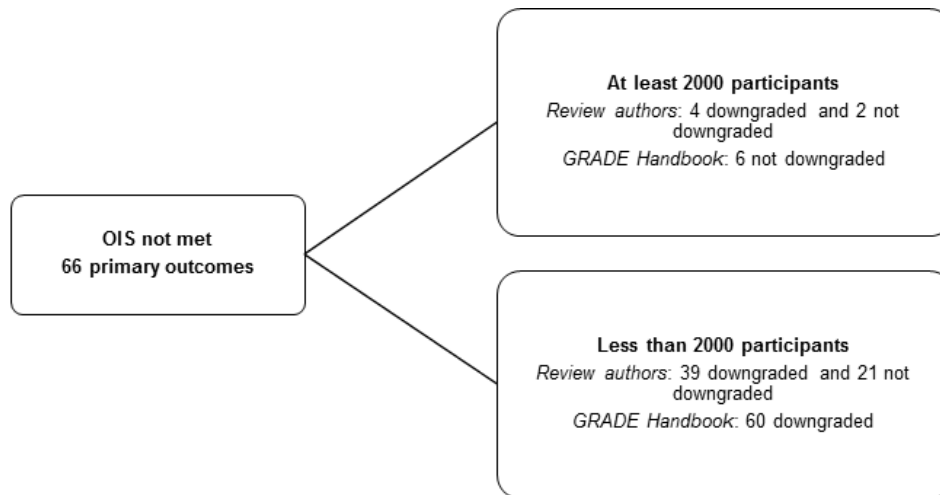 OIS not met
66 primary outcomes
At least 2000 participants
Review authors: 4 downgraded and 2 not
downgraded
GRADE Handbook: 6 not downgraded
Less than 2000 participants
Review authors: 39 downgraded and 21 not
downgraded
GRADE Handbook: 60 downgraded